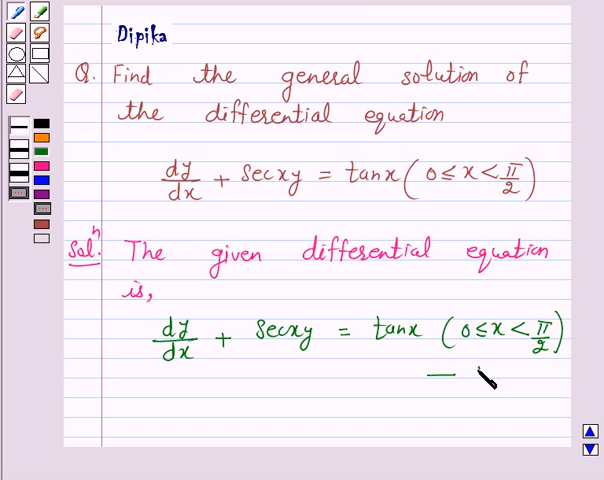 Dipika
Q. Find the general solution of
the differential equation
dy/dx + secxy = tanx (0 ≤ x < π/2)
Solⁿ. The given differential equation
is,
dy/dx + secxy = tanx (0 ≤ x < π/2)
—